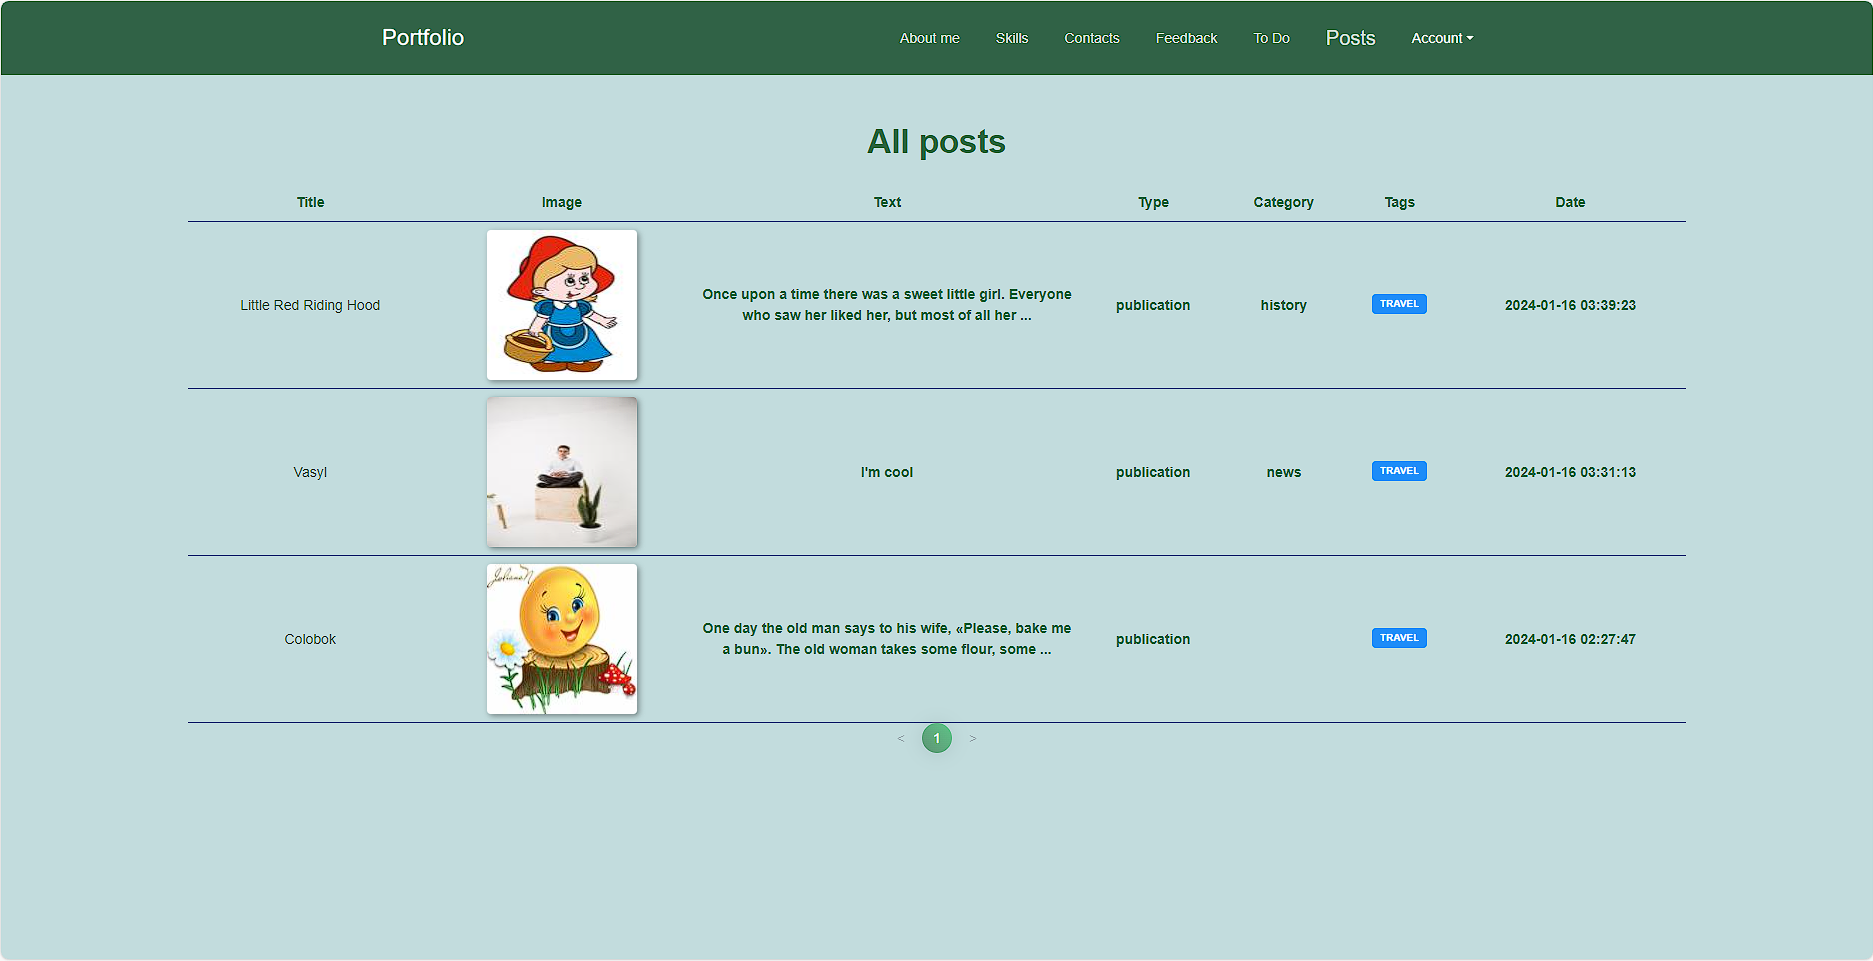 Portfolio
About me Skills Contacts Feedback To Do Posts Account
All posts
Title Image Text Type Category Tags Date
Little Red Riding Hood
Once upon a time there was a sweet little girl. Everyone
who saw her liked her, but most of all her ...
publication history TRAVEL 2024-01-16 03:39:23
Vasyl I'm cool publication news TRAVEL 2024-01-16 03:31:13
Colobok
One day the old man says to his wife, «Please, bake me
a bun». The old woman takes some flour, some ...
publication TRAVEL 2024-01-16 02:27:47
< 1 >